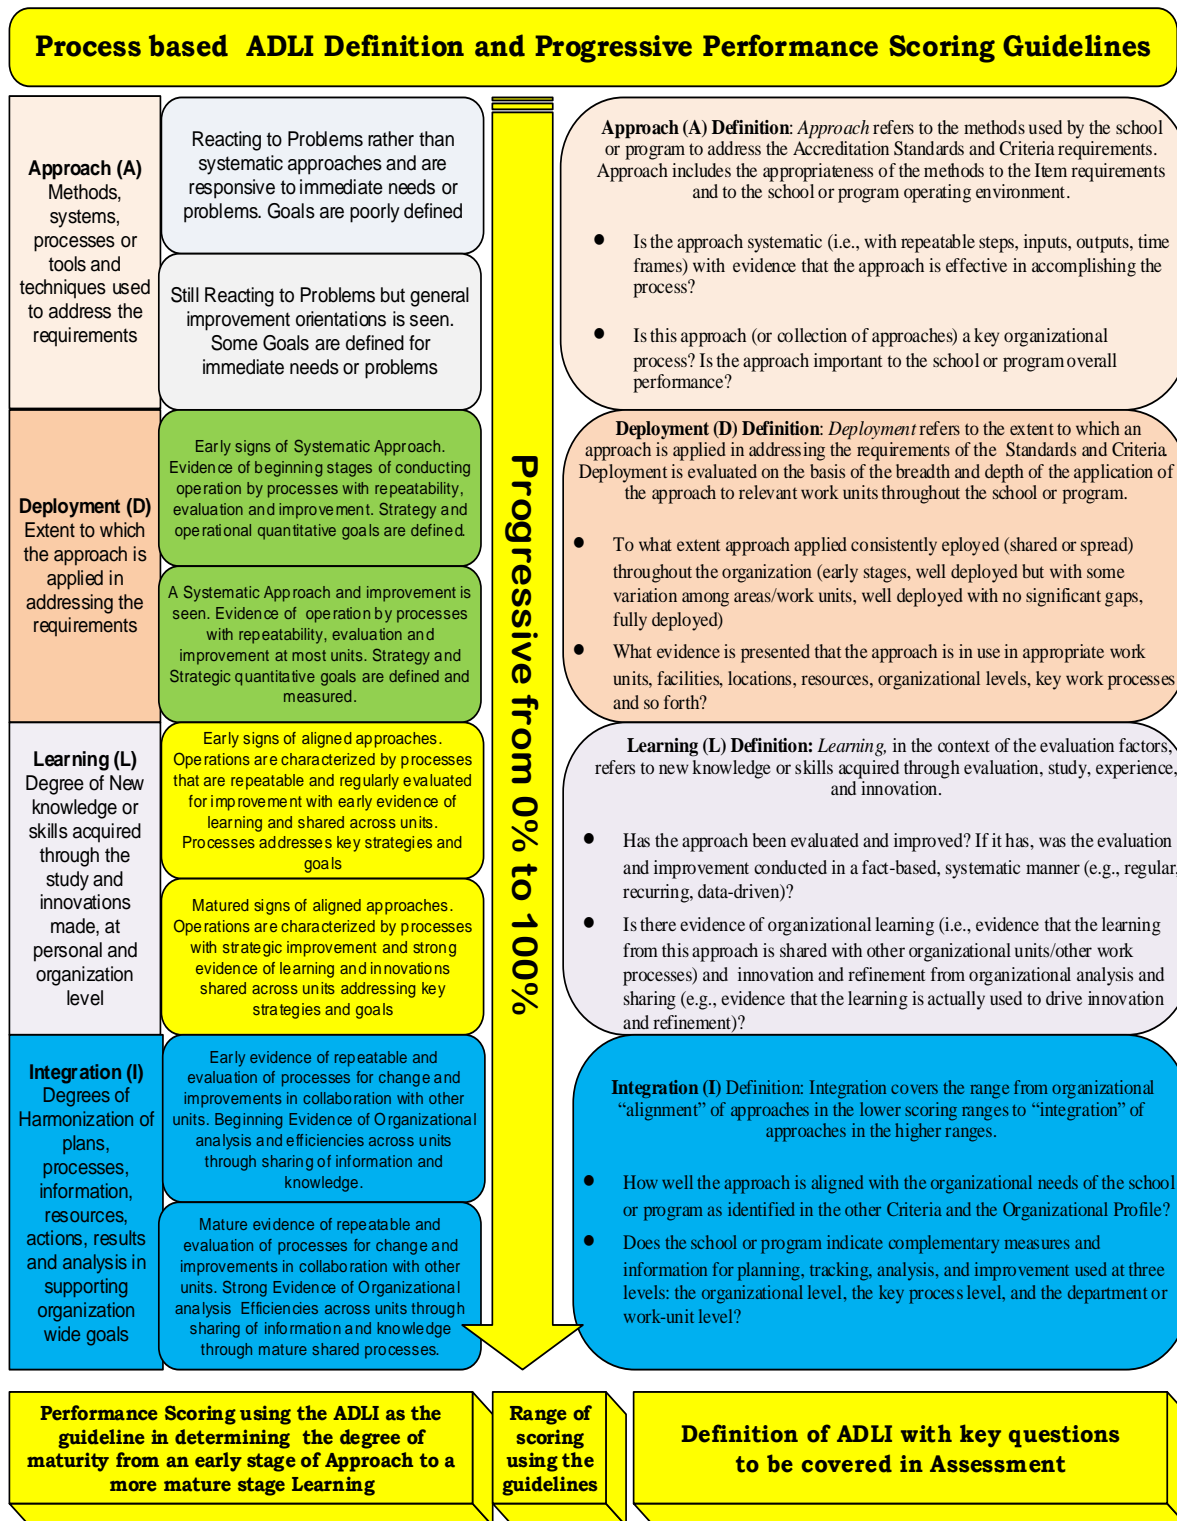 Process based ADLI Definition and Progressive Performance Scoring Guidelines
Approach (A)
Methods,
systems,
processes or
tools and
techniques used
to address the
requirements
Reacting to Problems rather than
systematic approaches and are
responsive to immediate needs or
problems. Goals are poorly defined
Still Reacting to Problems but general
improvement orientations is seen.
Some Goals are defined for
immediate needs or problems
Approach (A) Definition: Approach refers to the methods used by the school
or program to address the Accreditation Standards and Criteria requirements.
Approach includes the appropriateness of the methods to the Item requirements
and to the school or program operating environment.
● Is the approach systematic (i.e., with repeatable steps, inputs, outputs, time
frames) with evidence that the approach is effective in accomplishing the
process?
● Is this approach (or collection of approaches) a key organizational
process? Is the approach important to the school or program overall
performance?
Deployment (D)
Extent to which
the approach is
applied in
addressing the
requirements
Early signs of Systematic Approach.
Evidence of beginning stages of conducting
operation by processes with repeatability,
evaluation and improvement. Strategy and
operational quantitative goals are defined.
A Systematic Approach and improvement is
seen. Evidence of operation by processes
with repeatability, evaluation and
improvement at most units. Strategy and
Strategic quantitative goals are defined and
measured.
Deployment (D) Definition: Deployment refers to the extent to which an
approach is applied in addressing the requirements of the Standards and Criteria.
Deployment is evaluated on the basis of the breadth and depth of the application of
the approach to relevant work units throughout the school or program.
● To what extent approach applied consistently eployed (shared or spread)
throughout the organization (early stages, well deployed but with some
variation among areas/work units, well deployed with no significant gaps,
fully deployed)
● What evidence is presented that the approach is in use in appropriate work
units, facilities, locations, resources, organizational levels, key work processes
and so forth?
Progressive from 0% to 100%
Learning (L)
Degree of New
knowledge or
skills acquired
through the
study and
innovations
made, at
personal and
organization
level
Early signs of aligned approaches.
Operations are characterized by processes
that are repeatable and regularly evaluated
for improvement with early evidence of
learning and shared across units.
Processes addresses key strategies and
goals
Matured signs of aligned approaches.
Operations are characterized by processes
with strategic improvement and strong
evidence of learning and innovations
shared across units addressing key
strategies and goals
Learning (L) Definition: Learning, in the context of the evaluation factors,
refers to new knowledge or skills acquired through evaluation, study, experience,
and innovation.
● Has the approach been evaluated and improved? If it has, was the evaluation
and improvement conducted in a fact-based, systematic manner (e.g., regular,
recurring, data-driven)?
● Is there evidence of organizational learning (i.e., evidence that the learning
from this approach is shared with other organizational units/other work
processes) and innovation and refinement from organizational analysis and
sharing (e.g., evidence that the learning is actually used to drive innovation
and refinement)?
Integration (I)
Degrees of
Harmonization of
plans,
processes,
information,
resources,
actions, results
and analysis in
supporting
organization
wide goals
Early evidence of repeatable and
evaluation of processes for change and
improvements in collaboration with other
units. Beginning Evidence of Organizational
analysis and efficiencies across units
through sharing of information and
knowledge.
Mature evidence of repeatable and
evaluation of processes for change and
improvements in collaboration with other
units. Strong Evidence of Organizational
analysis Efficiencies across units through
sharing of information and knowledge
through mature shared processes.
Integration (I) Definition: Integration covers the range from organizational
“alignment” of approaches in the lower scoring ranges to “integration” of
approaches in the higher ranges.
● How well the approach is aligned with the organizational needs of the school
or program as identified in the other Criteria and the Organizational Profile?
● Does the school or program indicate complementary measures and
information for planning, tracking, analysis, and improvement used at three
levels: the organizational level, the key process level, and the department or
work-unit level?
Performance Scoring using the ADLI as the
guideline in determining the degree of
maturity from an early stage of Approach to a
more mature stage Learning
Range of
scoring
using the
guidelines
Definition of ADLI with key questions
to be covered in Assessment